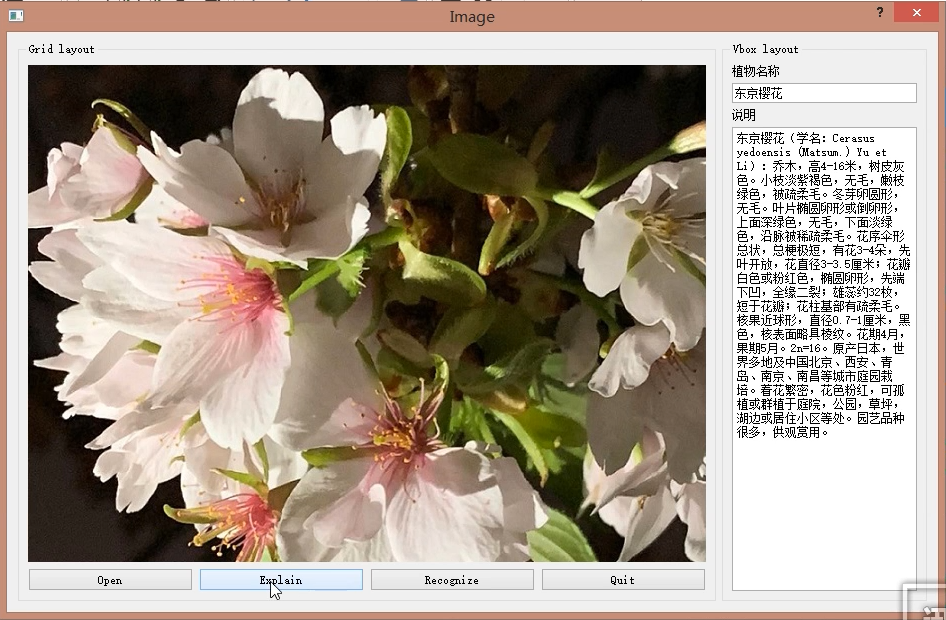 Image
?
Grid layout
Vbox layout
植物名称
东京樱花
说明
东京樱花（学名：Cerasus
yedoensis (Matsum.) Yu et
Li）：乔木，高4-16米，树皮灰
色。小枝淡紫褐色，无毛，嫩枝
绿色，被疏柔毛。冬芽卵圆形，
无毛。叶片椭圆卵形或倒卵形，
上面深绿色，无毛，下面淡绿
色，沿脉被稀疏柔毛。花序伞形
总状，总梗极短，有花3-4朵，先
叶开放，花直径3-3.5厘米；花瓣
白色或粉红色，椭圆卵形，先端
下凹，全缘二裂；雄蕊约32枚，
短于花瓣；花柱基部有疏柔毛。
核果近球形，直径0.7-1厘米，黑
色，核表面略具棱纹。花期4月，
果期5月。2n=16。原产日本，世
界多地及中国北京、西安、青
岛、南京、南昌等城市庭园栽
培。着花繁密，花色粉红，可孤
植或群植于庭院，公园，草坪，
湖边或居住小区等处。园艺品种
很多，供观赏用。
Open
Explain
Recognize
Quit